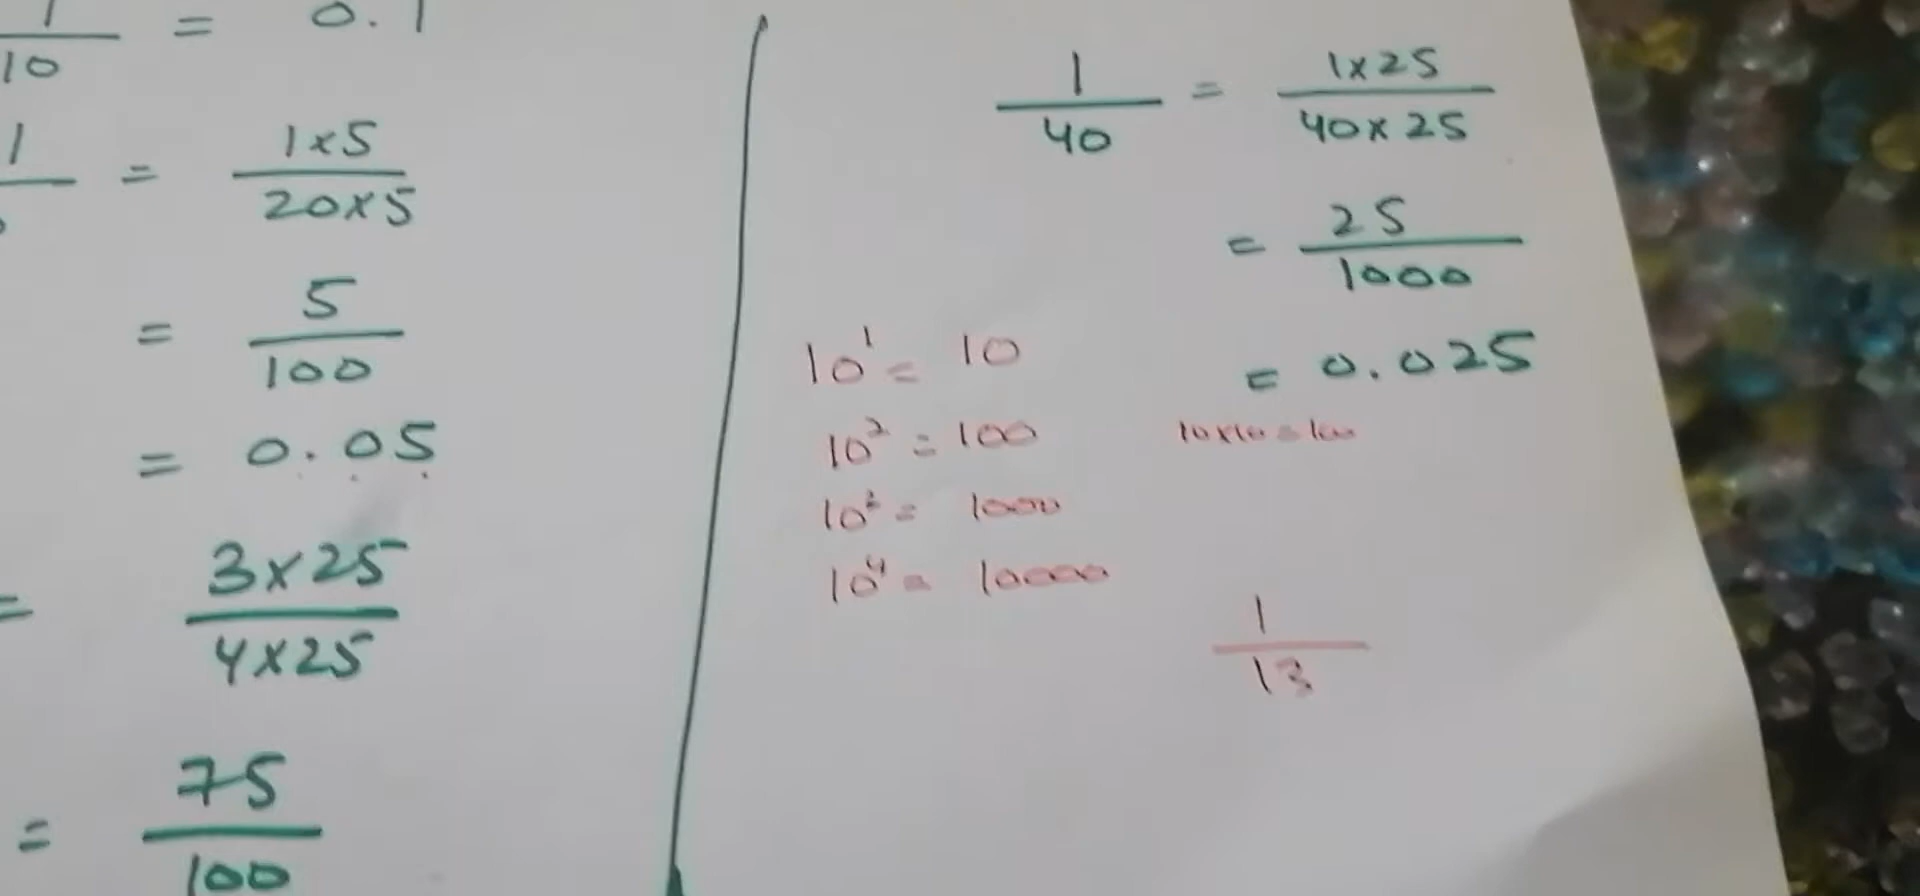 1/10 = 0.1
1/ = 1x5/20x5
= 5/100
= 0.05
= 3x25/4x25
= 75/100
1/40 = 1x25/40x25
= 25/1000
= 0.025
10¹ = 10
10² = 100 10x10=100
10³ = 1000
10⁴ = 10000
1/13